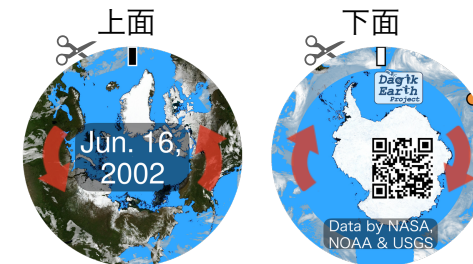 上面
下面
Jun. 16,
2002
Dagik
Earth
Project
Data by NASA,
NOAA & USGS